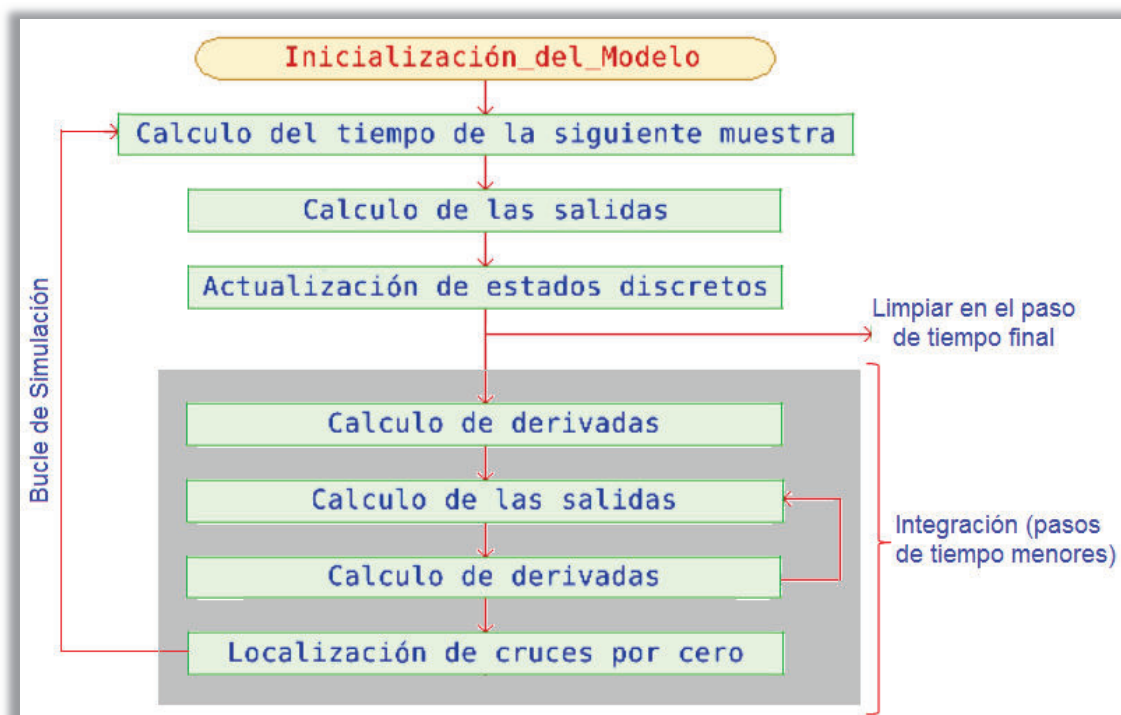 Inicialización_del_Modelo
Calculo del tiempo de la siguiente muestra
Calculo de las salidas
Actualización de estados discretos
Limpiar en el paso
de tiempo final
Bucle de Simulación
Calculo de derivadas
Calculo de las salidas
Calculo de derivadas
Localización de cruces por cero
Integración (pasos
de tiempo menores)